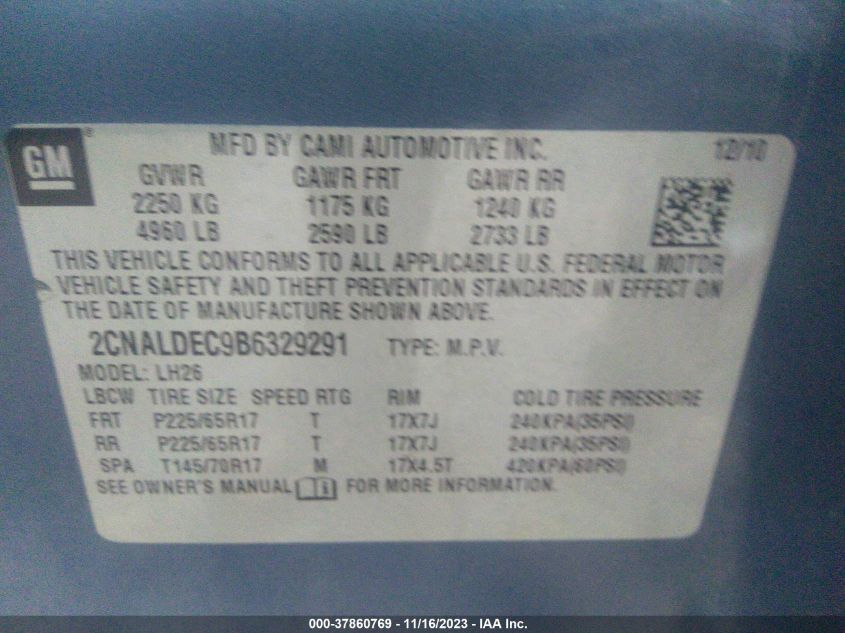 GM® MFD BY CAMI AUTOMOTIVE INC. 12/10
GVWR GAWR FRT GAWR RR
2250 KG 1175 KG 1240 KG
4960 LB 2590 LB 2733 LB
THIS VEHICLE CONFORMS TO ALL APPLICABLE U.S. FEDERAL MOTOR
VEHICLE SAFETY AND THEFT PREVENTION STANDARDS IN EFFECT ON
THE DATE OF MANUFACTURE SHOWN ABOVE.
2CNALDEC9B6329291 TYPE: M.P.V.
MODEL: LH26
LBCW TIRE SIZE SPEED RTG RIM COLD TIRE PRESSURE
FRT P225/65R17 T 17X7J 240KPA(35PSI)
RR P225/65R17 T 17X7J 240KPA(35PSI)
SPA T145/70R17 M 17X4.5T 420KPA(60PSI)
SEE OWNER'S MANUAL FOR MORE INFORMATION.
000-37860769 - 11/16/2023 - IAA Inc.